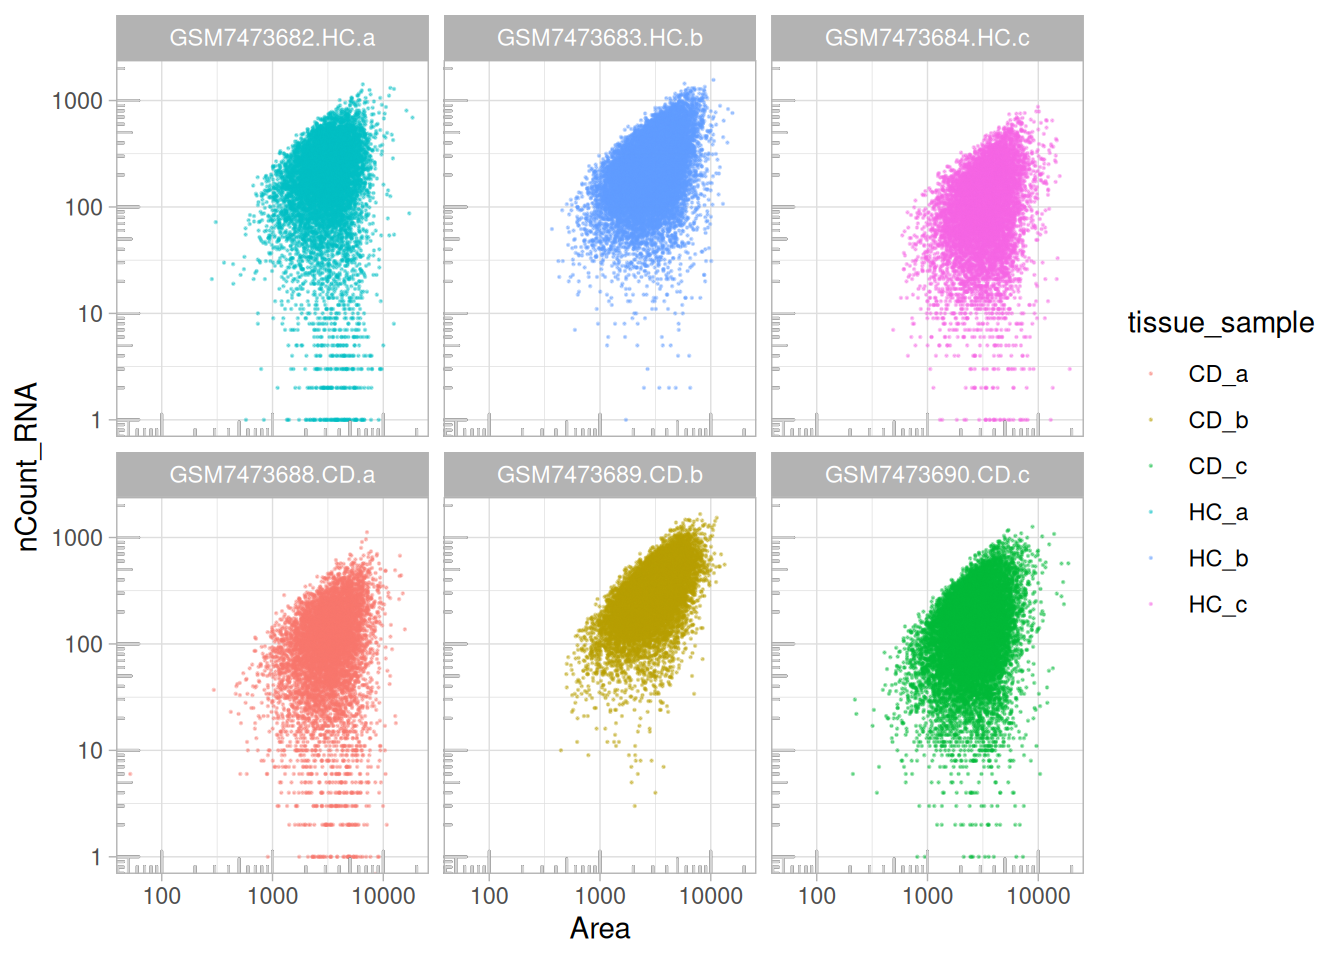 GSM7473682.HC.a
GSM7473683.HC.b
GSM7473684.HC.c
1000
100
10
1
GSM7473688.CD.a
GSM7473689.CD.b
GSM7473690.CD.c
1000
100
10
1
100 1000 10000
100 1000 10000
100 1000 10000
Area
nCount_RNA
tissue_sample
CD_a
CD_b
CD_c
HC_a
HC_b
HC_c